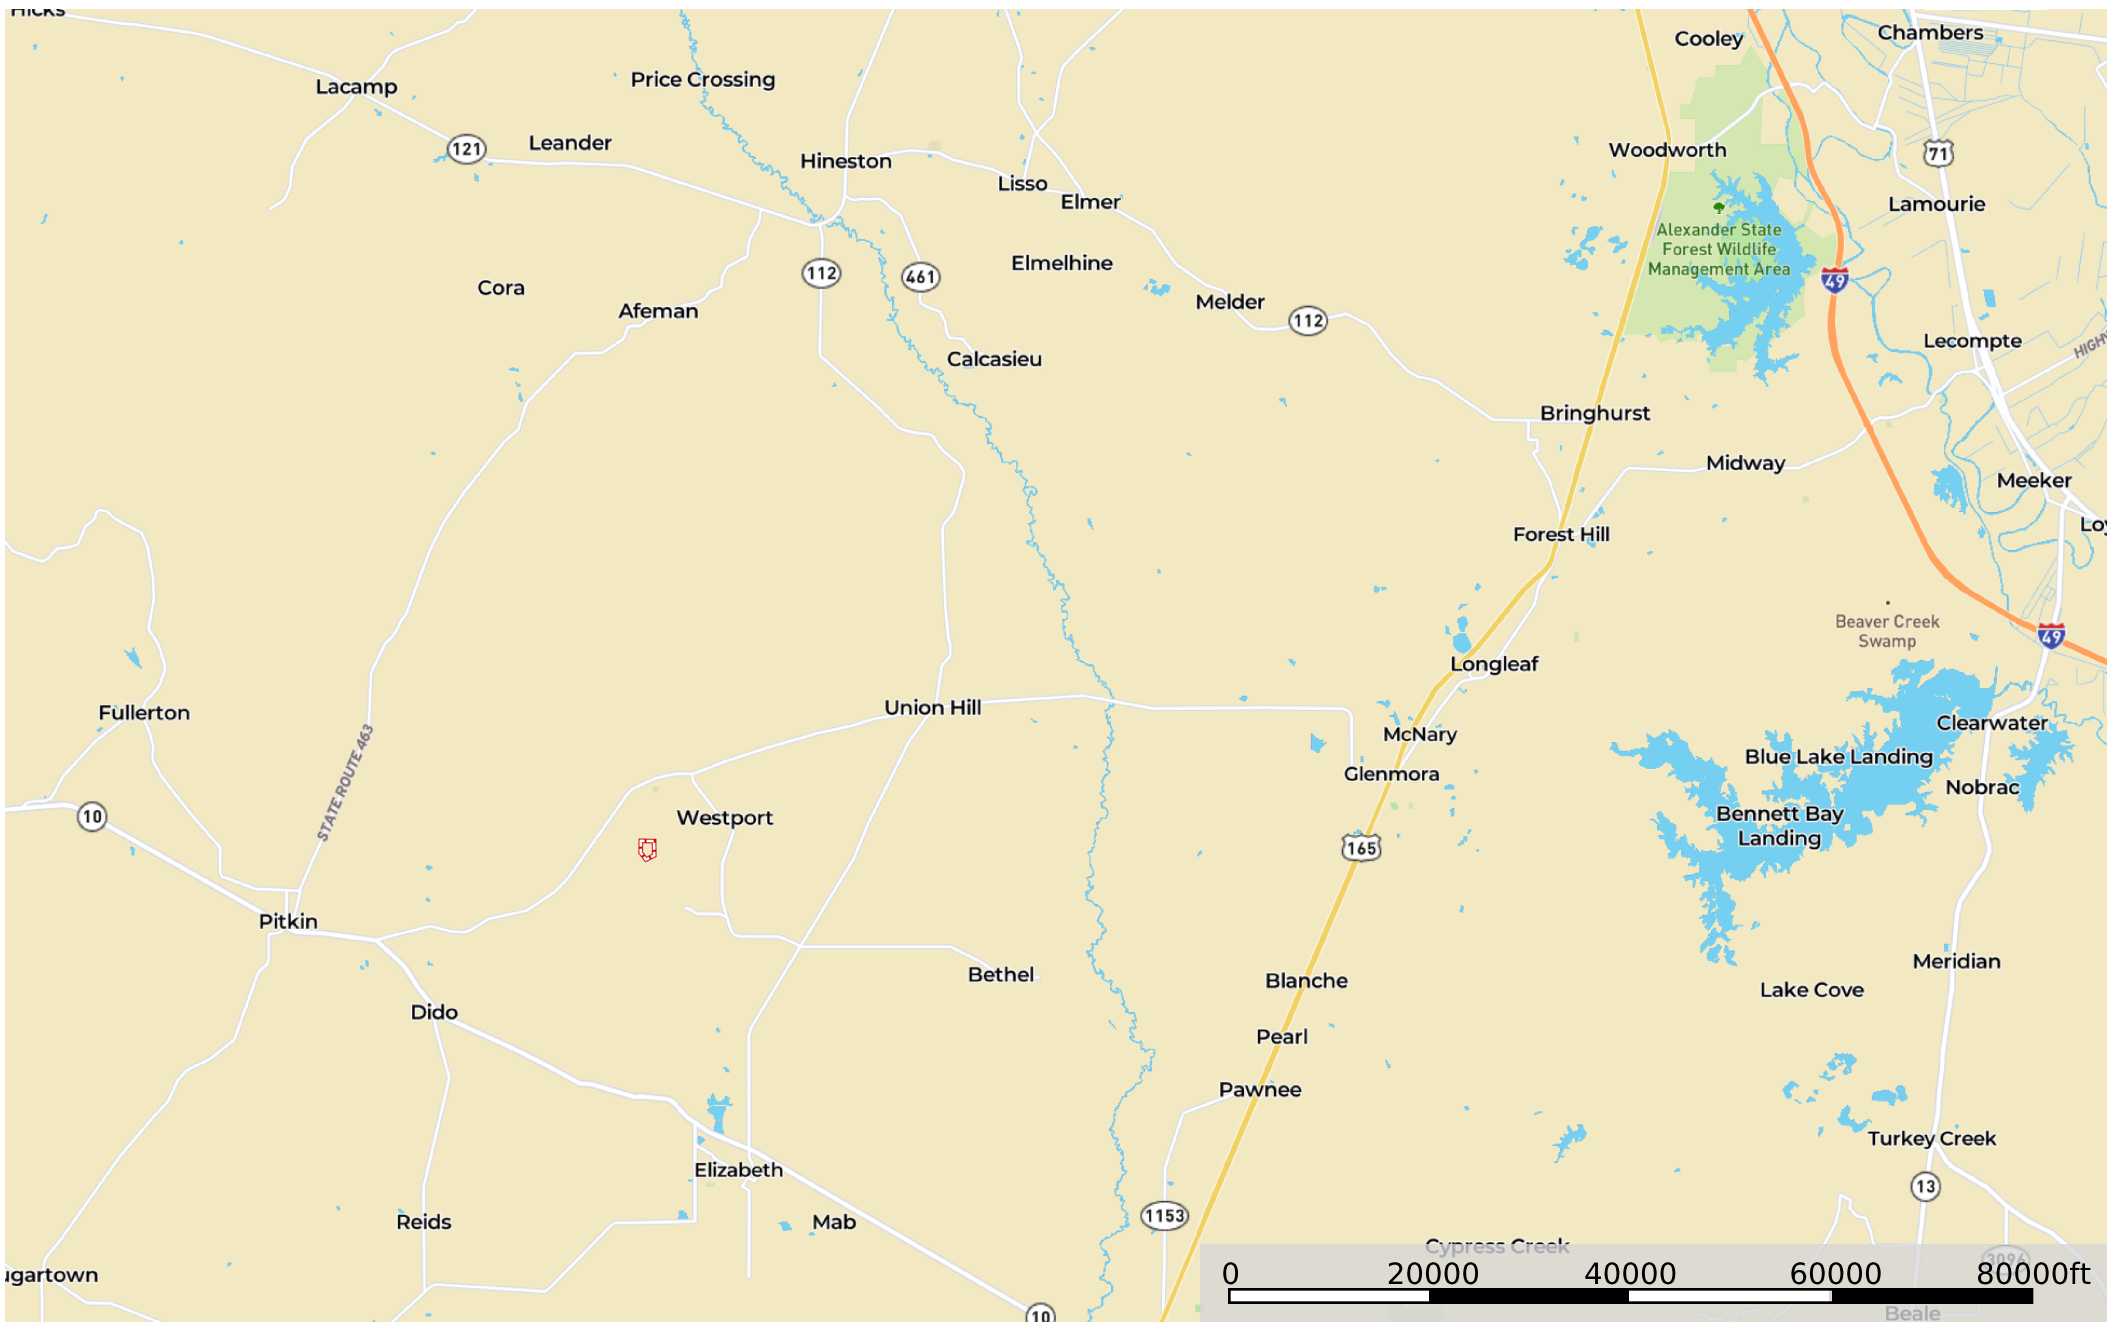 Hicks
Cooley
Chambers
Lacamp
Price Crossing
121
Leander
Hineston
Woodworth
71
Lisso
Elmer
Lamourie
Alexander State
Forest Wildlife
Management Area
Elmelhine
112
461
49
Cora
Afeman
Melder
112
Calcasieu
Lecompte
Bringhurst
Midway
Meeker
Forest Hill
Beaver Creek
Swamp
49
Longleaf
Fullerton
Union Hill
Clearwater
McNary
Blue Lake Landing
STATE ROUTE 463
Glenmora
Nobrac
10
Westport
Bennett Bay
Landing
165
Pitkin
Bethel
Blanche
Meridian
Lake Cove
Dido
Pearl
Pawnee
Turkey Creek
Elizabeth
13
Reids
Mab
1153
Cypress Creek
3096
ugartown
0 20000 40000 60000 80000ft
10
Beale